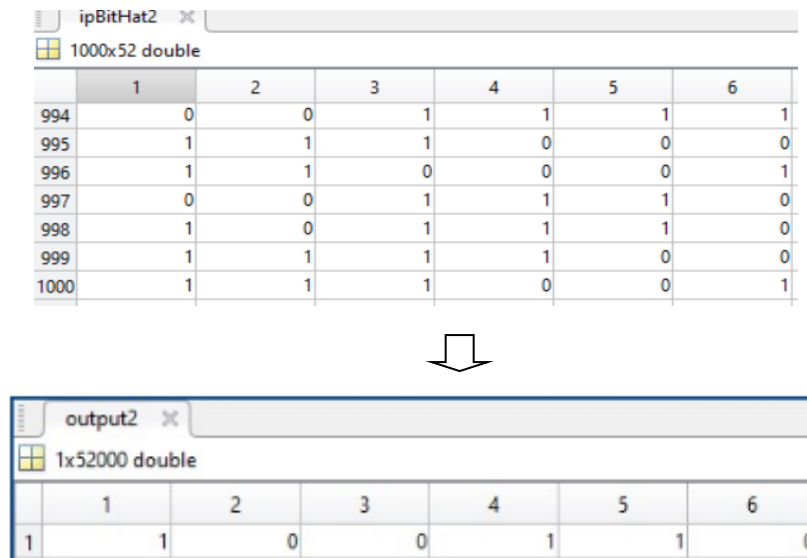 ipBitHat2
1000x52 double
1 2 3 4 5 6
994 0 0 1 1 1 1
995 1 1 1 0 0 0
996 1 1 0 0 0 1
997 0 0 1 1 1 0
998 1 0 1 1 1 0
999 1 1 1 1 0 0
1000 1 1 1 0 0 1
output2
1x52000 double
1 2 3 4 5 6
1 1 0 0 1 1 0